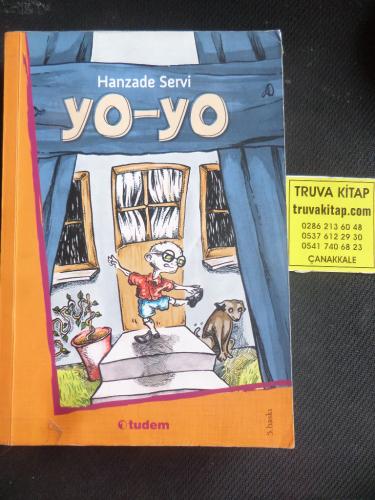 Hanzade Servi
yo-yo
tudem
5. baskı
TRUVA KİTAP
truvakitap.com
0286 213 60 48
0537 612 29 30
0541 740 68 23
ÇANAKKALE